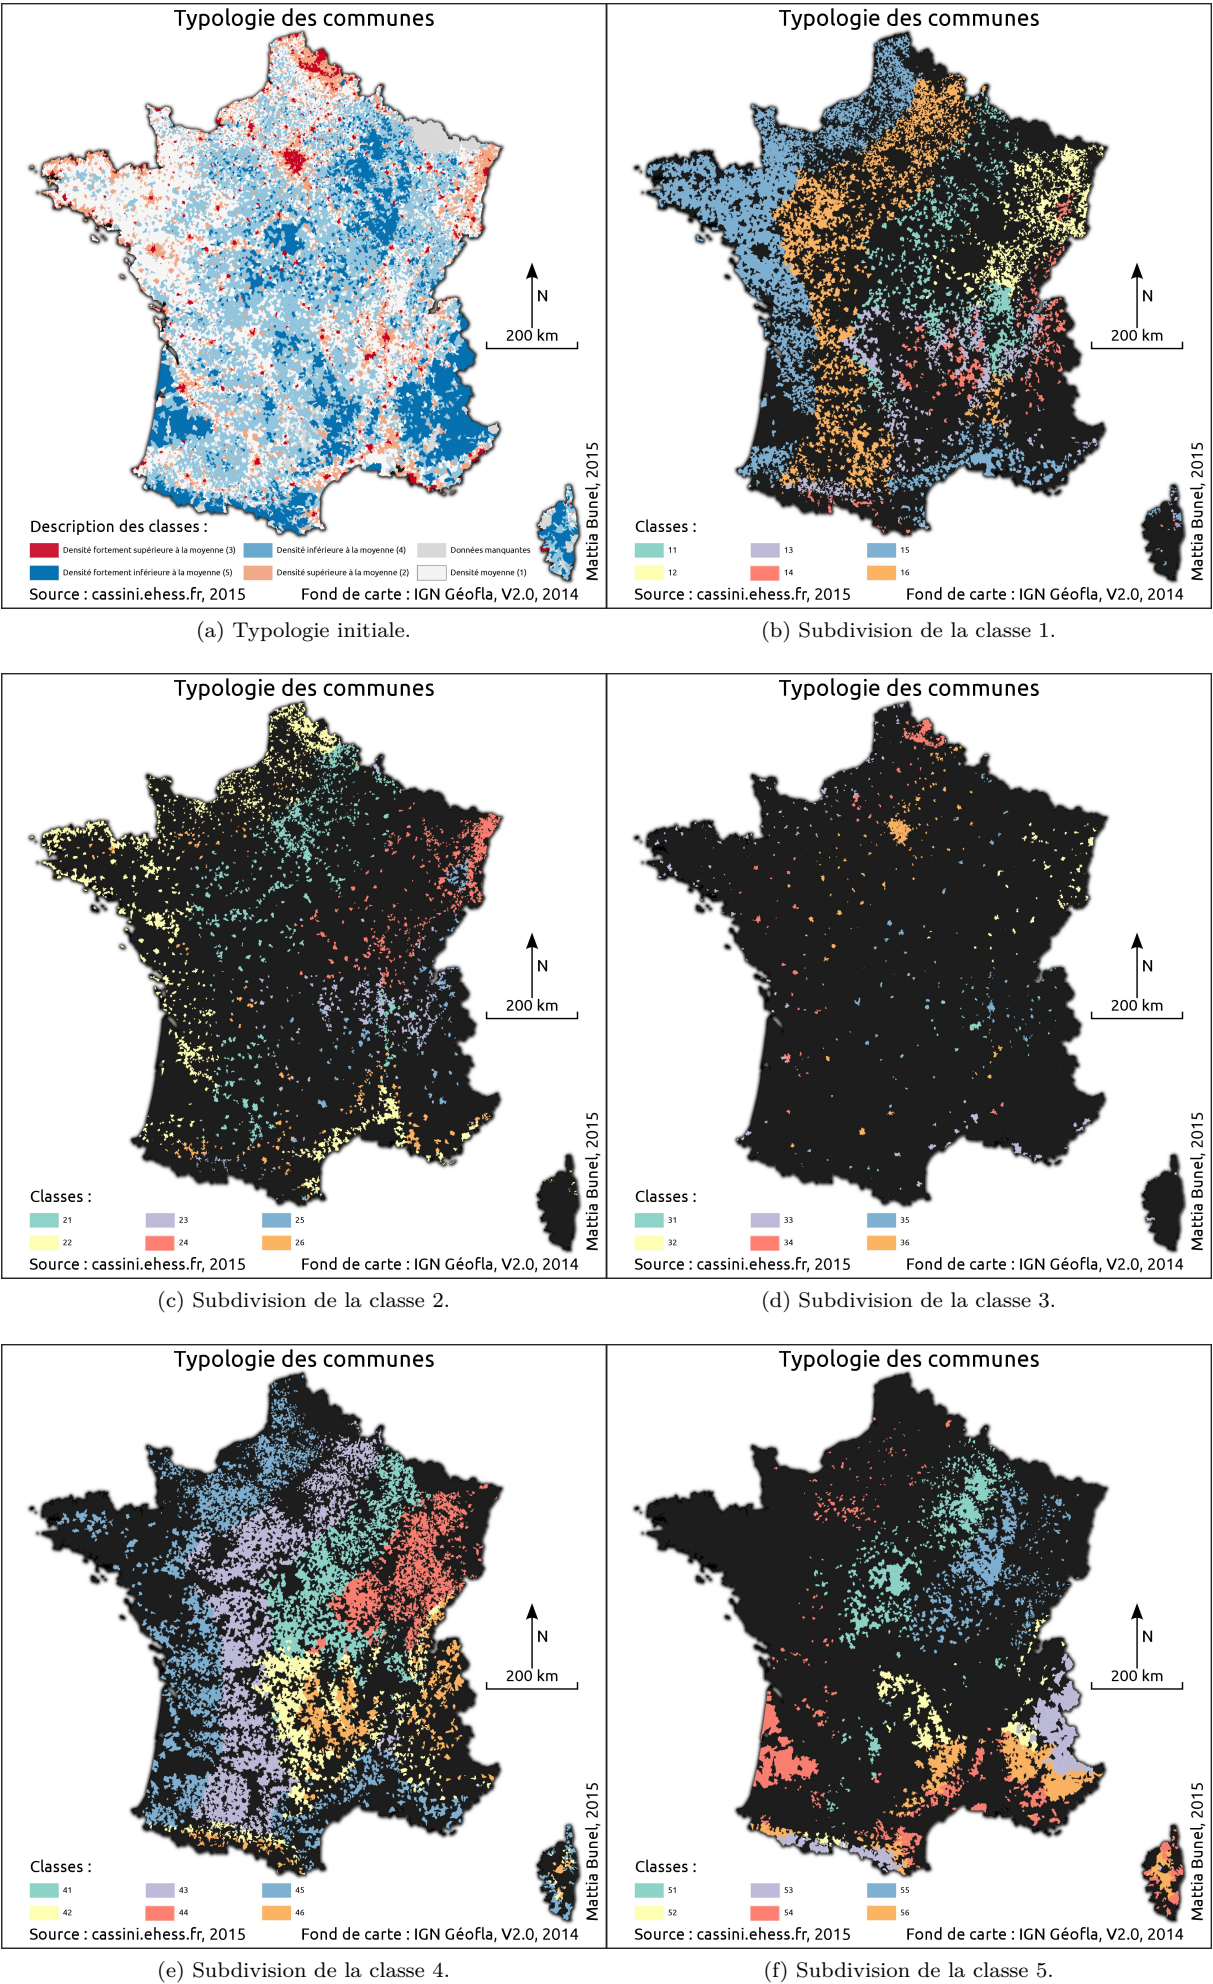 Typologie des communes
N
200 km
Mattia Bunel, 2015
Description des classes :
Densité fortement supérieure à la moyenne (3)
Densité inférieure à la moyenne (4)
Données manquantes
Densité fortement inférieure à la moyenne (5)
Densité supérieure à la moyenne (2)
Densité moyenne (1)
Source : cassini.ehess.fr, 2015
Fond de carte : IGN Géofla, V2.0, 2014
(a) Typologie initiale.
Typologie des communes
N
200 km
Mattia Bunel, 2015
Classes :
11 13 15
12 14 16
Source : cassini.ehess.fr, 2015
Fond de carte : IGN Géofla, V2.0, 2014
(b) Subdivision de la classe 1.
Typologie des communes
N
200 km
Mattia Bunel, 2015
Classes :
21 23 25
22 24 26
Source : cassini.ehess.fr, 2015
Fond de carte : IGN Géofla, V2.0, 2014
(c) Subdivision de la classe 2.
Typologie des communes
N
200 km
Mattia Bunel, 2015
Classes :
31 33 35
32 34 36
Source : cassini.ehess.fr, 2015
Fond de carte : IGN Géofla, V2.0, 2014
(d) Subdivision de la classe 3.
Typologie des communes
N
200 km
Mattia Bunel, 2015
Classes :
41 43 45
42 44 46
Source : cassini.ehess.fr, 2015
Fond de carte : IGN Géofla, V2.0, 2014
(e) Subdivision de la classe 4.
Typologie des communes
N
200 km
Mattia Bunel, 2015
Classes :
51 53 55
52 54 56
Source : cassini.ehess.fr, 2015
Fond de carte : IGN Géofla, V2.0, 2014
(f) Subdivision de la classe 5.